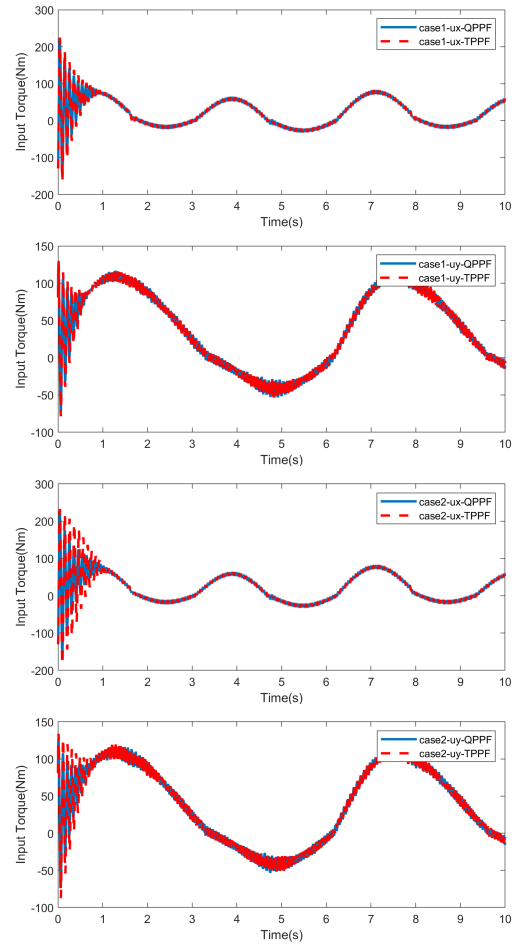 300
200
100
0
-100
-200
Input Torque(Nm)
case1-ux-QPPF
case1-ux-TPPF
0 1 2 3 4 5 6 7 8 9 10
Time(s)
150
100
50
0
-50
-100
Input Torque(Nm)
case1-uy-QPPF
case1-uy-TPPF
0 1 2 3 4 5 6 7 8 9 10
Time(s)
300
200
100
0
-100
-200
Input Torque(Nm)
case2-ux-QPPF
case2-ux-TPPF
0 1 2 3 4 5 6 7 8 9 10
Time(s)
150
100
50
0
-50
-100
Input Torque(Nm)
case2-uy-QPPF
case2-uy-TPPF
0 1 2 3 4 5 6 7 8 9 10
Time(s)